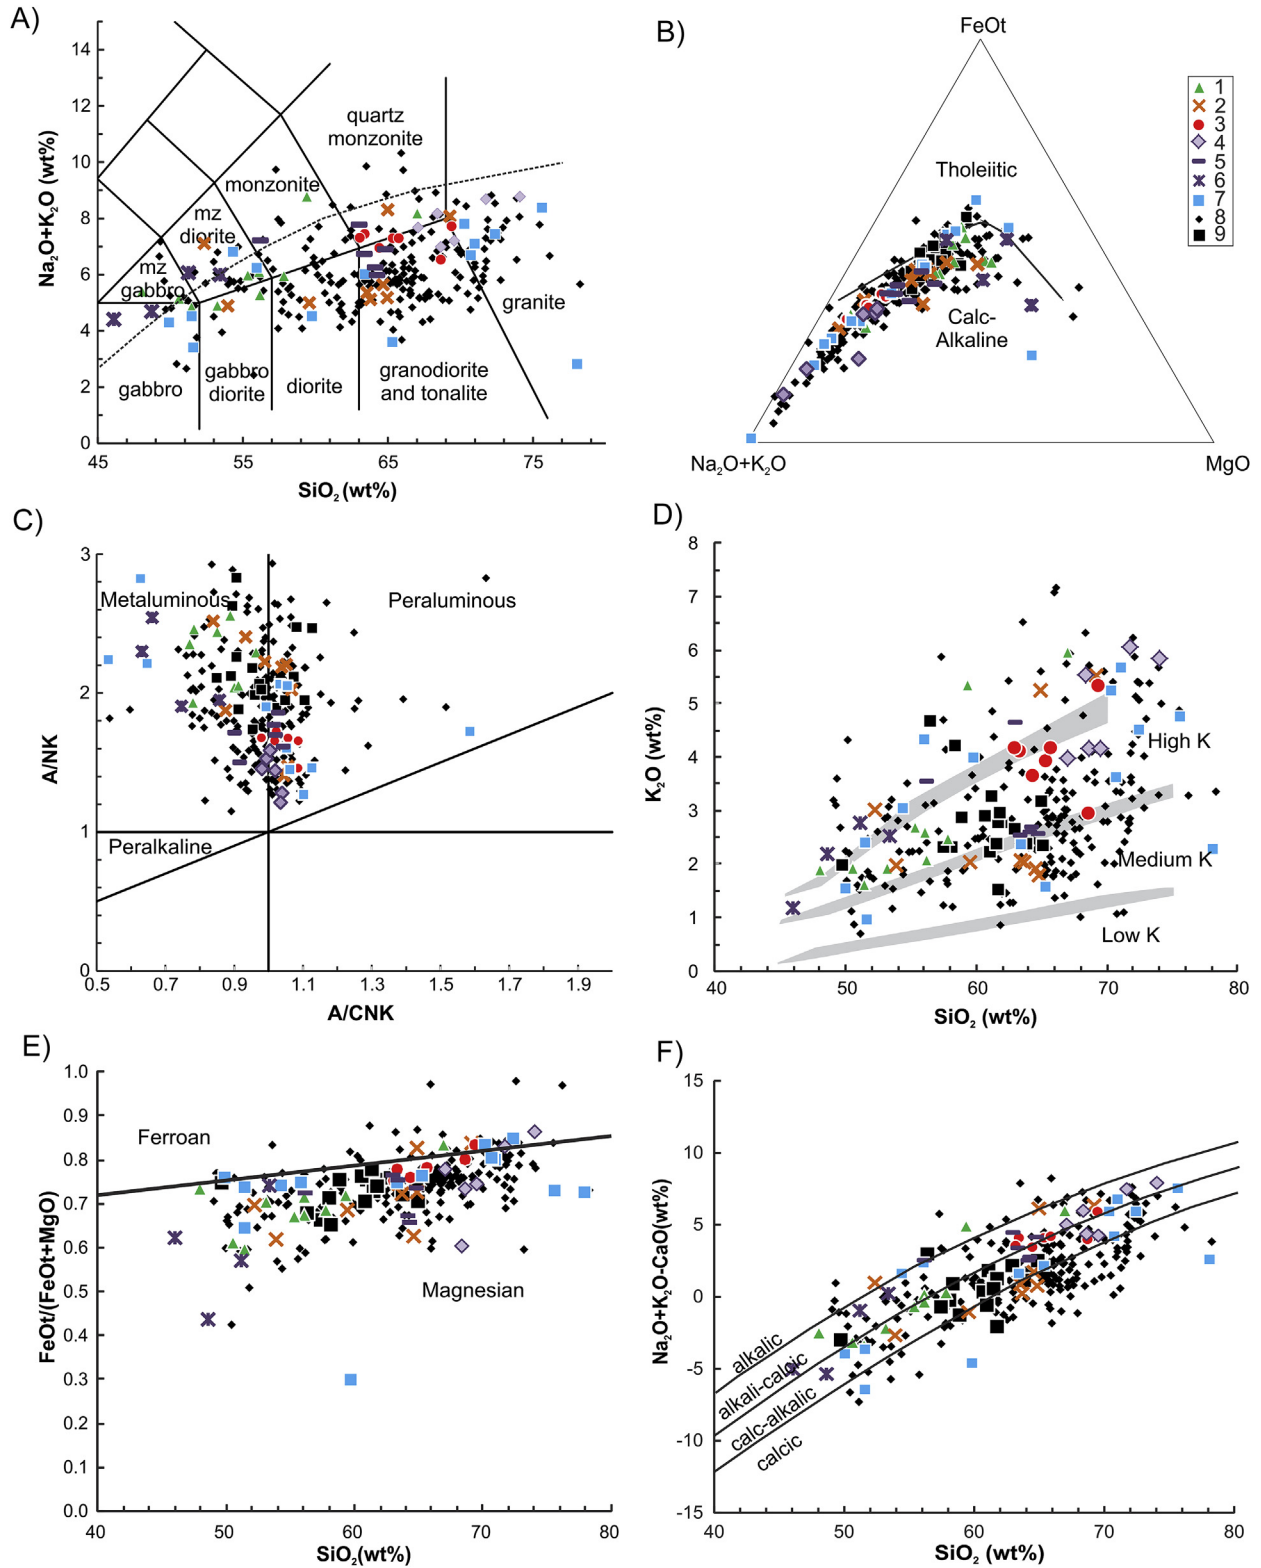 A)
Na₂O+K₂O (wt%)
14
12
10
8
6
4
2
0
45
55
65
75
SiO₂ (wt%)
quartz
monzonite
monzonite
mz
diorite
mz
gabbro
gabbro
gabbro
diorite
diorite
granodiorite
and tonalite
granite
B)
FeOt
Tholeiitic
Calc-
Alkaline
Na₂O+K₂O
MgO
1
2
3
4
5
6
7
8
9
C)
A/NK
3
2
1
0
0.5
0.7
0.9
1.1
1.3
1.5
1.7
1.9
A/CNK
Metaluminous
Peraluminous
Peralkaline
D)
K₂O (wt%)
8
7
6
5
4
3
2
1
0
40
50
60
70
80
SiO₂ (wt%)
High K
Medium K
Low K
E)
FeOt/(FeOt+MgO)
1.0
0.9
0.8
0.7
0.6
0.5
0.4
0.3
0.2
0.1
0.0
40
50
60
70
80
SiO₂(wt%)
Ferroan
Magnesian
F)
Na₂O+K₂O-CaO(wt%)
15
10
5
0
-5
-10
-15
40
50
60
70
80
SiO₂ (wt%)
alkalic
alkali-calcic
calc-alkalic
calcic